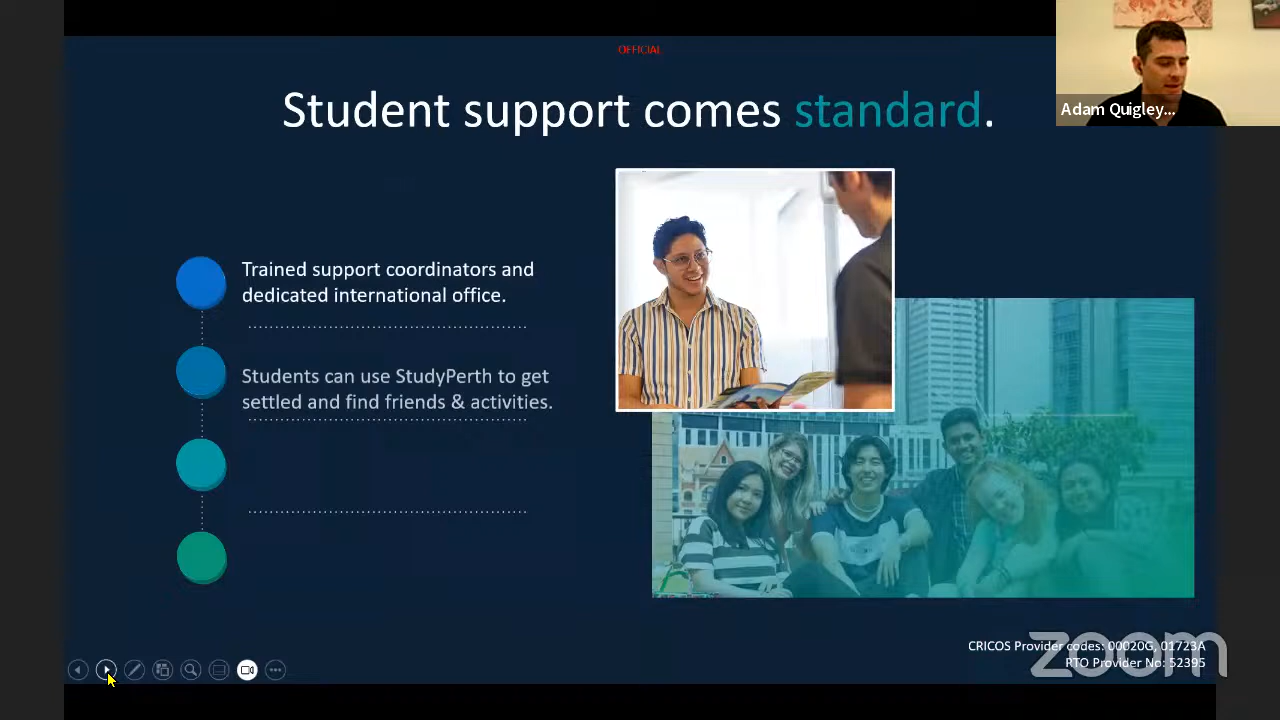 OFFICIAL
Student support comes standard.
Adam Quigley...
Trained support coordinators and
dedicated international office.
Students can use StudyPerth to get
settled and find friends & activities.
CRICOS Provider codes: 00020G, 01723A
RTO Provider No: 52395
zoom